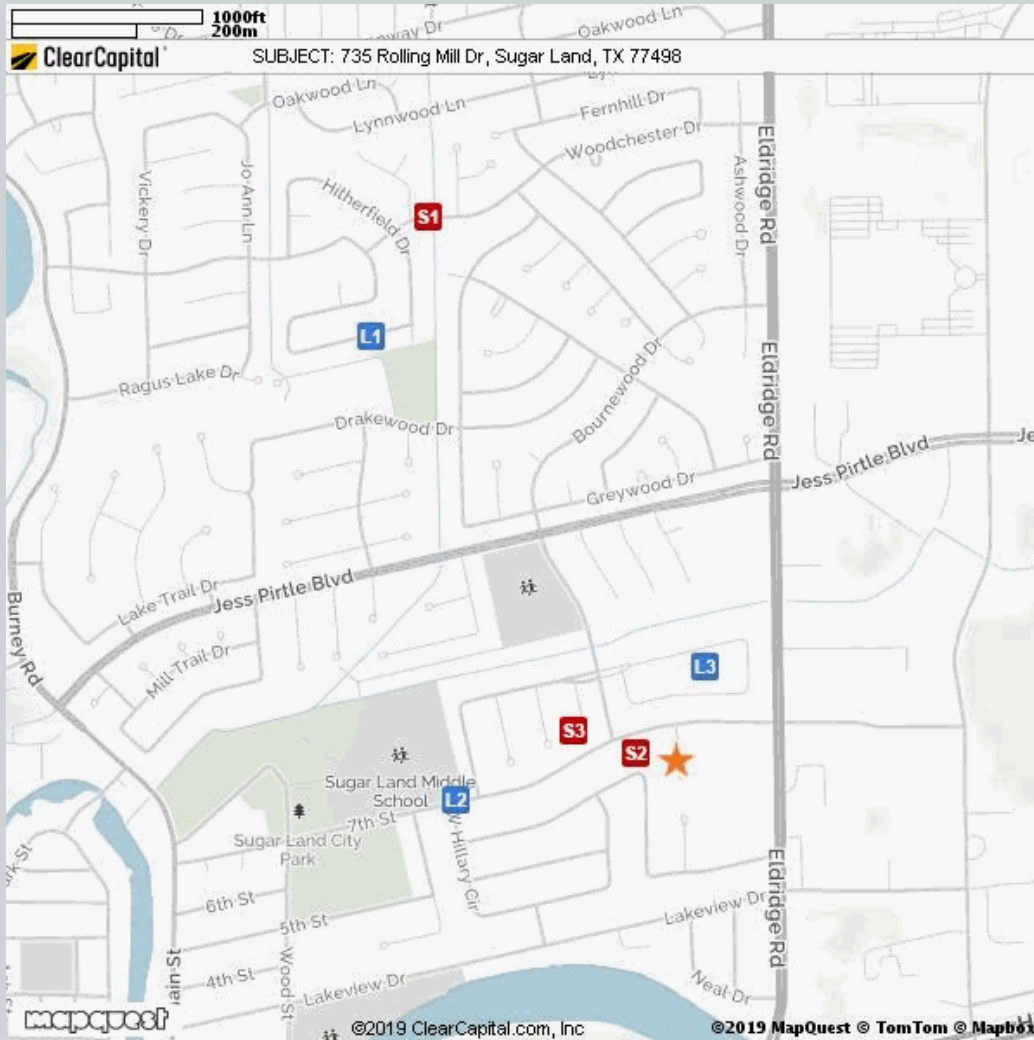 1000ft
200m
Oakwood Ln
ClearCapital
SUBJECT: 735 Rolling Mill Dr, Sugar Land, TX 77498
Oakwood Ln
Lynnwood Ln
Fernhill Dr
Woodchester Dr
Eldridge Rd
Vickery Dr
Jo Ann Ln
Hitherfield Dr
Ashwood Dr
S1
L1
Eldridge Rd
Ragus Lake Dr
Bournewood Dr
Drakewood Dr
Jess Pirtle Blvd
Je
Greywood Dr
Jess Pirtle Blvd
Lake Trail Dr
Burney Rd
Mill Trail Dr
L3
S3
S2
Sugar Land Middle
School
L2
7th St
Sugar Land City
Park
W Hillary Cir
Eldridge Rd
6th St
5th St
Lakeview Dr
Wood St
4th St
Lakeview Dr
Neal Dr
mapquest
©2019 ClearCapital.com, Inc
©2019 MapQuest © TomTom © Mapbox